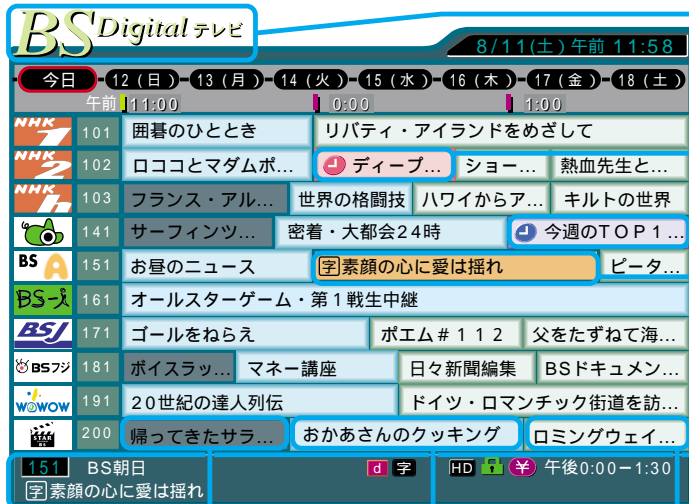 BSDigital テレビ
8/11(土)午前 11:58
今日 12(日) 13(月) 14(火) 15(水) 16(木) 17(金) 18(土)
午前 11:00 0:00 1:00
NHK 1 101 囲碁のひととき リバティ・アイランドをめざして
NHK 2 102 ロココとマダムポ... ディープ... ショー... 熱血先生と...
NHK h 103 フランス・アル... 世界の格闘技 ハワイからア... キルトの世界
141 サーフィンツ... 密着・大都会24時 今週のTOP1...
BS A 151 お昼のニュース 字素顔の心に愛は揺れ ピータ...
BS-i 161 オールスターゲーム・第1戦生中継
BSJ 171 ゴールをねらえ ポエム#112 父をたずねて海...
BSフジ 181 ボイスラッ... マネー講座 日々新聞編集 BSドキュメン...
WOWOW 191 20世紀の達人列伝 ドイツ・ロマンチック街道を訪...
STAR BS 200 帰ってきたサラ... おかあさんのクッキング ロミングウェイ...
151 BS朝日 d 字 HD ¥ 午後0:00ー1:30
字素顔の心に愛は揺れ